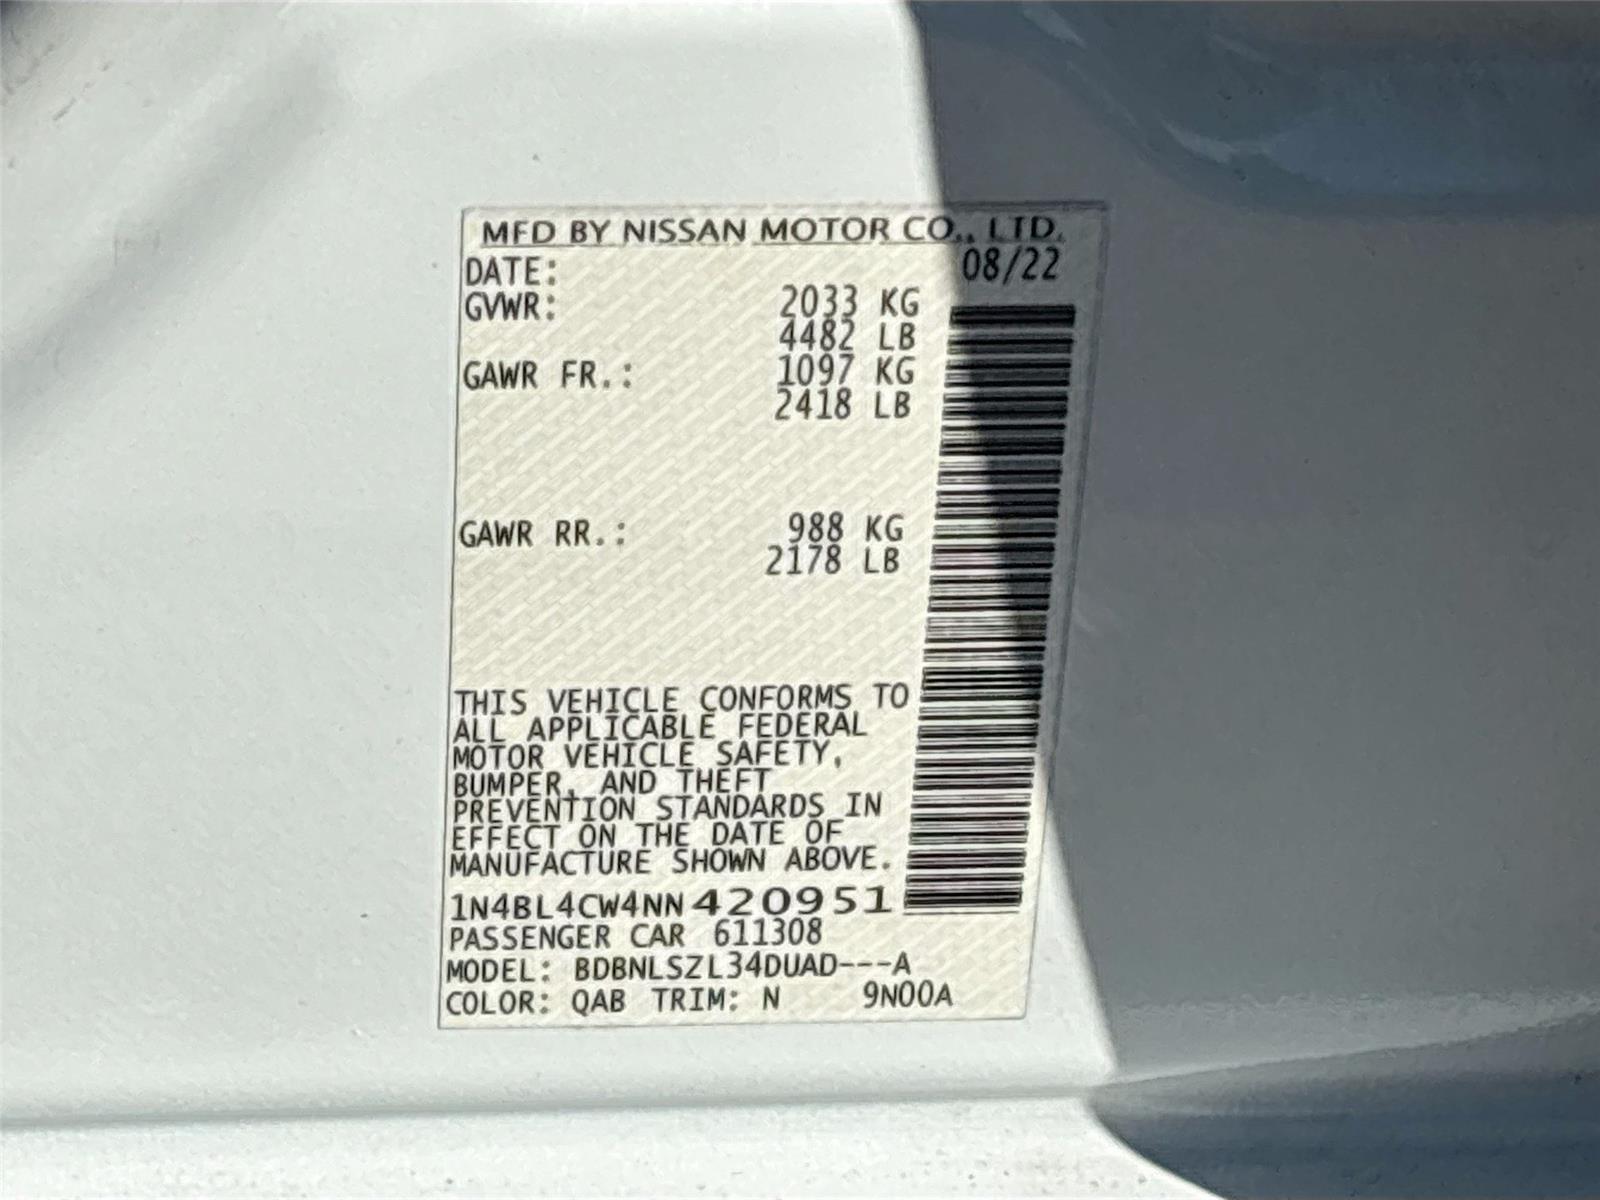 MFD BY NISSAN MOTOR CO., LTD.
DATE: 08/22
GVWR: 2033 KG
4482 LB
GAWR FR.: 1097 KG
2418 LB
GAWR RR.: 988 KG
2178 LB
THIS VEHICLE CONFORMS TO
ALL APPLICABLE FEDERAL
MOTOR VEHICLE SAFETY,
BUMPER, AND THEFT
PREVENTION STANDARDS IN
EFFECT ON THE DATE OF
MANUFACTURE SHOWN ABOVE.
1N4BL4CW4NN420951
PASSENGER CAR 611308
MODEL: BDBNLSZL34DUAD---A
COLOR: QAB TRIM: N 9N00A